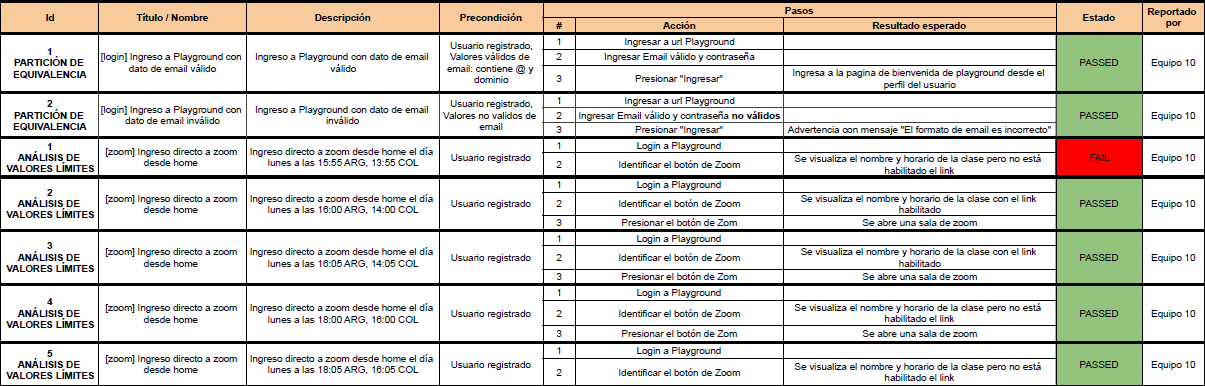 Id
Título / Nombre
Descripción
Precondición
Pasos
Estado
Reportado
por
#
Acción
Resultado esperado
1
PARTICIÓN DE
EQUIVALENCIA
[login] Ingreso a Playground con
dato de email válido
Ingreso a Playground con dato de email
válido
Usuario registrado,
Valores válidos de
email: contiene @ y
dominio
1
Ingresar a url Playground
2
Ingresar Email válido y contraseña
3
Presionar "Ingresar"
Ingresa a la pagina de bienvenida de playground desde el
perfil del usuario
PASSED
Equipo 10
2
PARTICIÓN DE
EQUIVALENCIA
[login] Ingreso a Playground con
dato de email inválido
Ingreso a Playground con dato de email
inválido
Usuario registrado,
Valores no validos de
email
1
Ingresar a url Playground
2
Ingresar Email válido y contraseña no válidos
3
Presionar "Ingresar"
Advertencia con mensaje "El formato de email es incorrecto"
PASSED
Equipo 10
1
ANÁLISIS DE
VALORES LÍMITES
[zoom] Ingreso directo a zoom
desde home
Ingreso directo a zoom desde home el día
lunes a las 15:55 ARG, 13:55 COL
Usuario registrado
1
Login a Playground
2
Identificar el botón de Zoom
Se visualiza el nombre y horario de la clase pero no está
habilitado el link
FAIL
Equipo 10
2
ANÁLISIS DE
VALORES LÍMITES
[zoom] Ingreso directo a zoom
desde home
Ingreso directo a zoom desde home el día
lunes a las 16:00 ARG, 14:00 COL
Usuario registrado
1
Login a Playground
2
Identificar el botón de Zoom
Se visualiza el nombre y horario de la clase con el link
habilitado
3
Presionar el botón de Zom
Se abre una sala de zoom
PASSED
Equipo 10
3
ANÁLISIS DE
VALORES LÍMITES
[zoom] Ingreso directo a zoom
desde home
Ingreso directo a zoom desde home el día
lunes a las 16:05 ARG, 14:05 COL
Usuario registrado
1
Login a Playground
2
Identificar el botón de Zoom
Se visualiza el nombre y horario de la clase con el link
habilitado
3
Presionar el botón de Zom
Se abre una sala de zoom
PASSED
Equipo 10
4
ANÁLISIS DE
VALORES LÍMITES
[zoom] Ingreso directo a zoom
desde home
Ingreso directo a zoom desde home el día
lunes a las 18:00 ARG, 16:00 COL
Usuario registrado
1
Login a Playground
2
Identificar el botón de Zoom
Se visualiza el nombre y horario de la clase pero no está
habilitado el link
3
Presionar el botón de Zom
Se abre una sala de zoom
PASSED
Equipo 10
5
ANÁLISIS DE
VALORES LÍMITES
[zoom] Ingreso directo a zoom
desde home
Ingreso directo a zoom desde home el día
lunes a las 18:05 ARG, 16:05 COL
Usuario registrado
1
Login a Playground
2
Identificar el botón de Zoom
Se visualiza el nombre y horario de la clase pero no está
habilitado el link
PASSED
Equipo 10